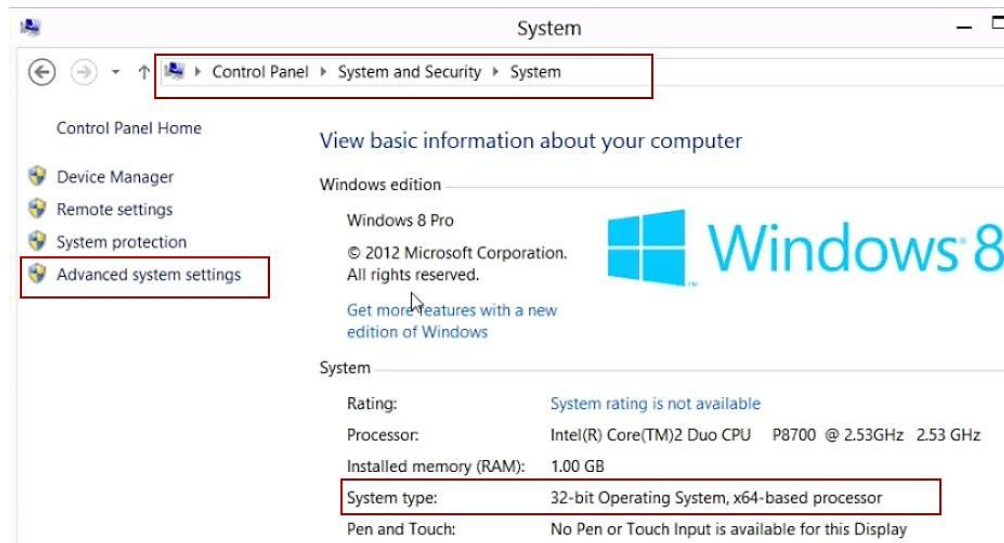 System
Control Panel System and Security System
Control Panel Home
Device Manager
Remote settings
System protection
Advanced system settings
View basic information about your computer
Windows edition
Windows 8 Pro
© 2012 Microsoft Corporation.
All rights reserved.
Get more features with a new
edition of Windows
Windows 8
System
Rating: System rating is not available
Processor: Intel(R) Core(TM)2 Duo CPU P8700 @ 2.53GHz 2.53 GHz
Installed memory (RAM): 1.00 GB
System type: 32-bit Operating System, x64-based processor
Pen and Touch: No Pen or Touch Input is available for this Display